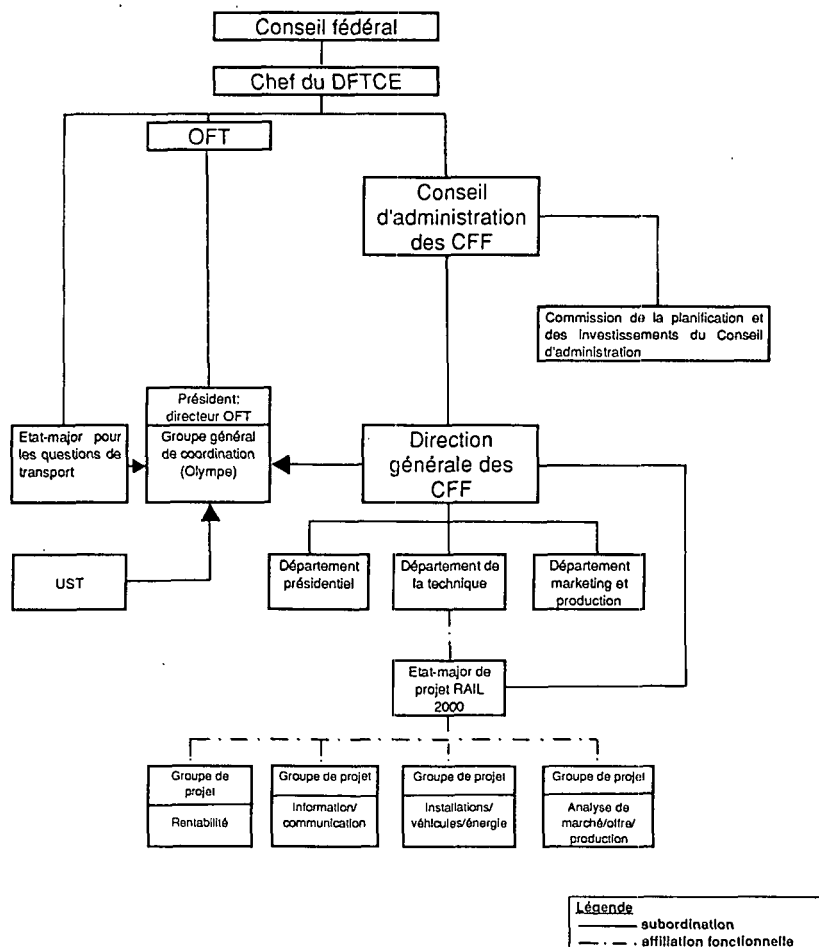 Conseil fédéral
Chef du DFTCE
OFT
Conseil
d'administration
des CFF
Commission de la planification et
des investissements du Conseil
d'administration
Président:
directeur OFT
Etat-major pour
les questions de
transport
Groupe général
de coordination
(Olympe)
Direction
générale des
CFF
UST
Département
présidentiel
Département de
la technique
Département
marketing et
production
Etat-major de
projet RAIL
2000
Groupe de
projet
Rentabilité
Groupe de projet
Information/
communication
Groupe de projet
Installations/
véhicules/énergie
Groupe de projet
Analyse de
marché/offre/
production
Légende
subordination
affiliation fonctionnelle